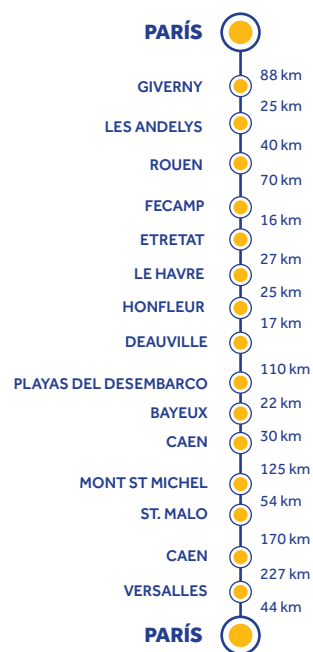 PARÍS
88 km
GIVERNY
25 km
LES ANDELYS
40 km
ROUEN
70 km
FECAMP
16 km
ETRETAT
27 km
LE HAVRE
25 km
HONFLEUR
17 km
DEAUVILLE
110 km
PLAYAS DEL DESEMBARCO
22 km
BAYEUX
30 km
CAEN
125 km
MONT ST MICHEL
54 km
ST. MALO
170 km
CAEN
227 km
VERSALLES
44 km
PARÍS